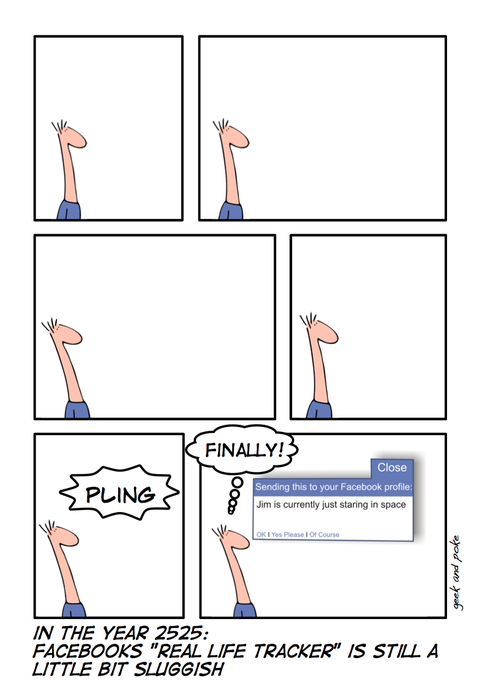 PLING
FINALLY!
Close
Sending this to your Facebook profile:
Jim is currently just staring in space
OK I Yes Please I Of Course
geek and poke
IN THE YEAR 2525:
FACEBOOKS "REAL LIFE TRACKER" IS STILL A
LITTLE BIT SLUGGISH